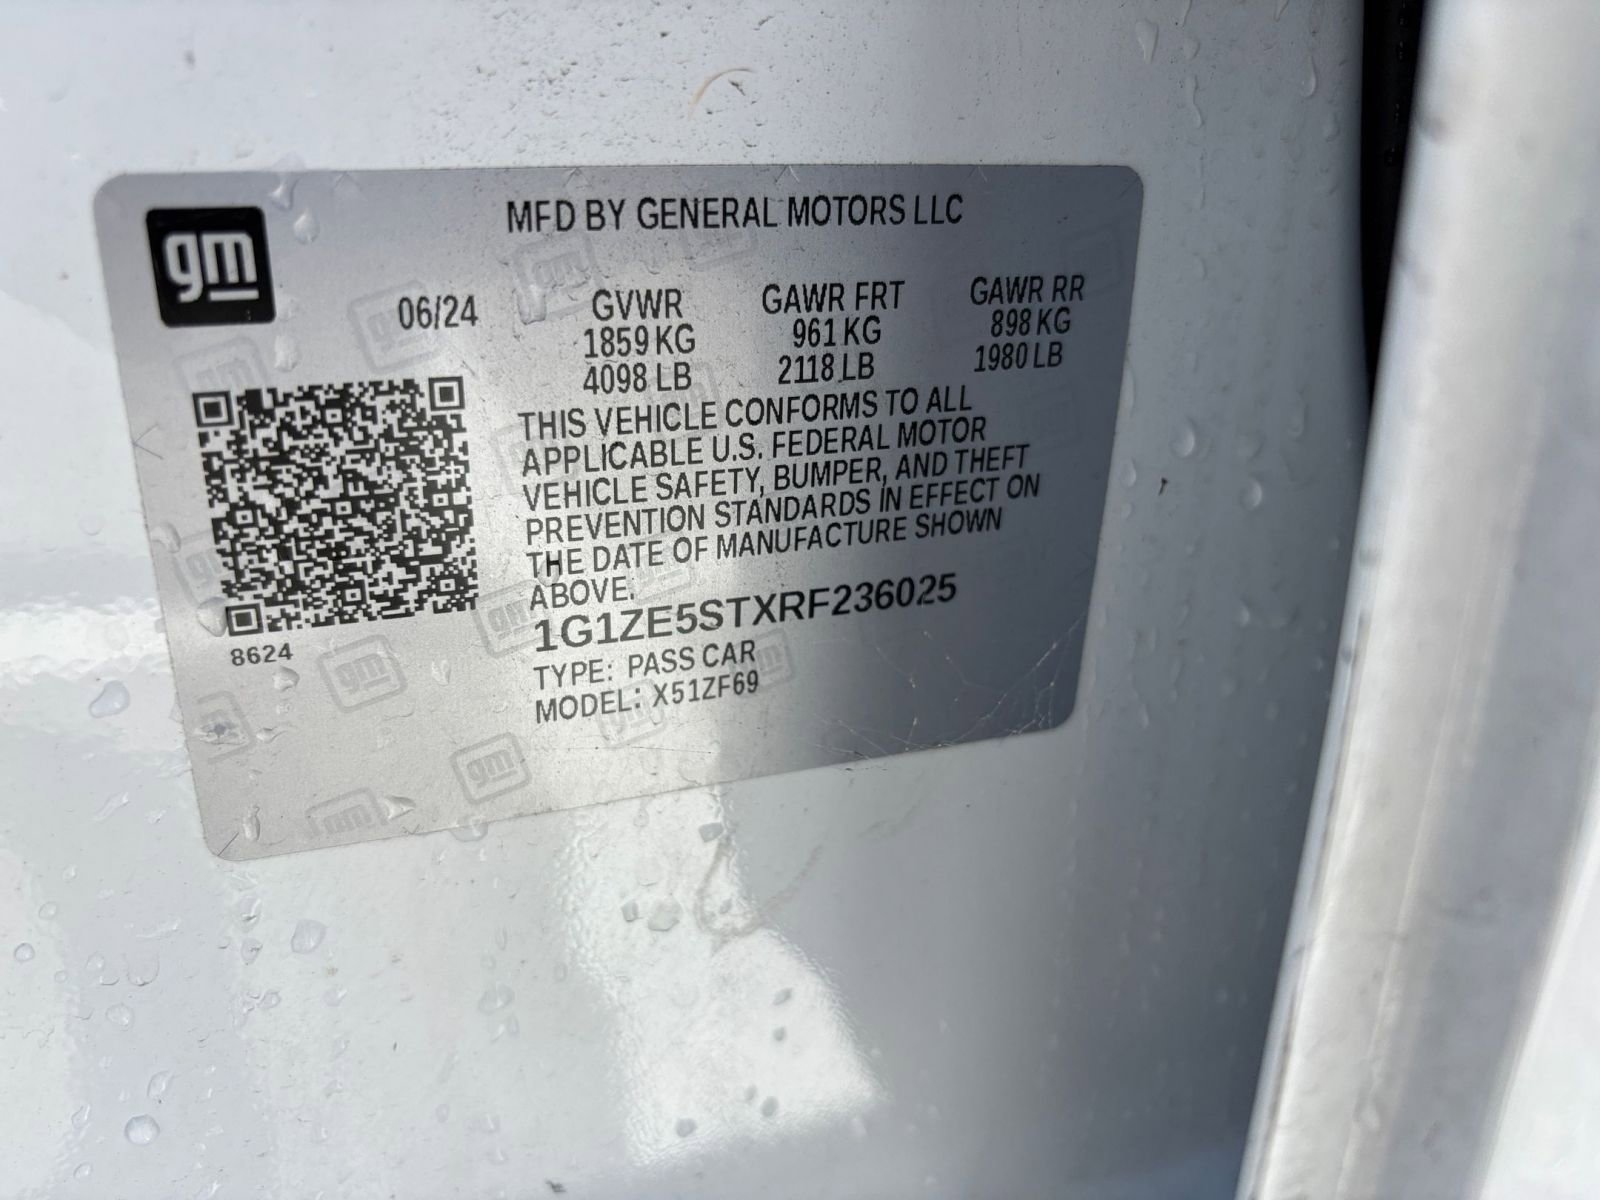 gm
MFD BY GENERAL MOTORS LLC
06/24
GVWR
1859 KG
4098 LB
GAWR FRT
961 KG
2118 LB
GAWR RR
898 KG
1980 LB
THIS VEHICLE CONFORMS TO ALL
APPLICABLE U.S. FEDERAL MOTOR
VEHICLE SAFETY, BUMPER, AND THEFT
PREVENTION STANDARDS IN EFFECT ON
THE DATE OF MANUFACTURE SHOWN
ABOVE.
1G1ZE5STXRF236025
TYPE: PASS CAR
MODEL: X51ZF69
8624